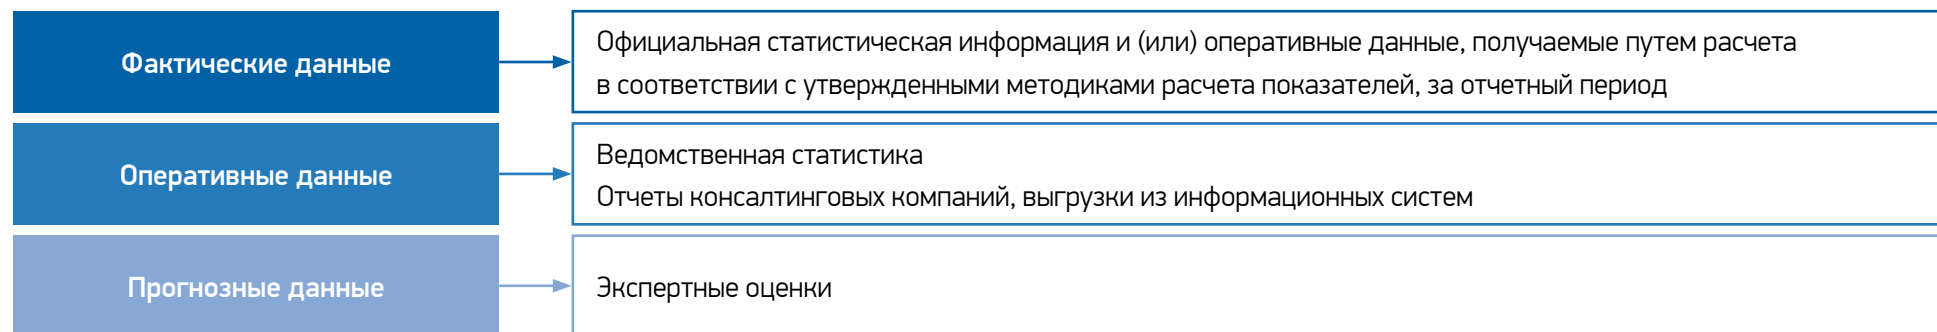 Фактические данные
Официальная статистическая информация и (или) оперативные данные, получаемые путем расчета
в соответствии с утвержденными методиками расчета показателей, за отчетный период
Оперативные данные
Ведомственная статистика
Отчеты консалтинговых компаний, выгрузки из информационных систем
Прогнозные данные
Экспертные оценки